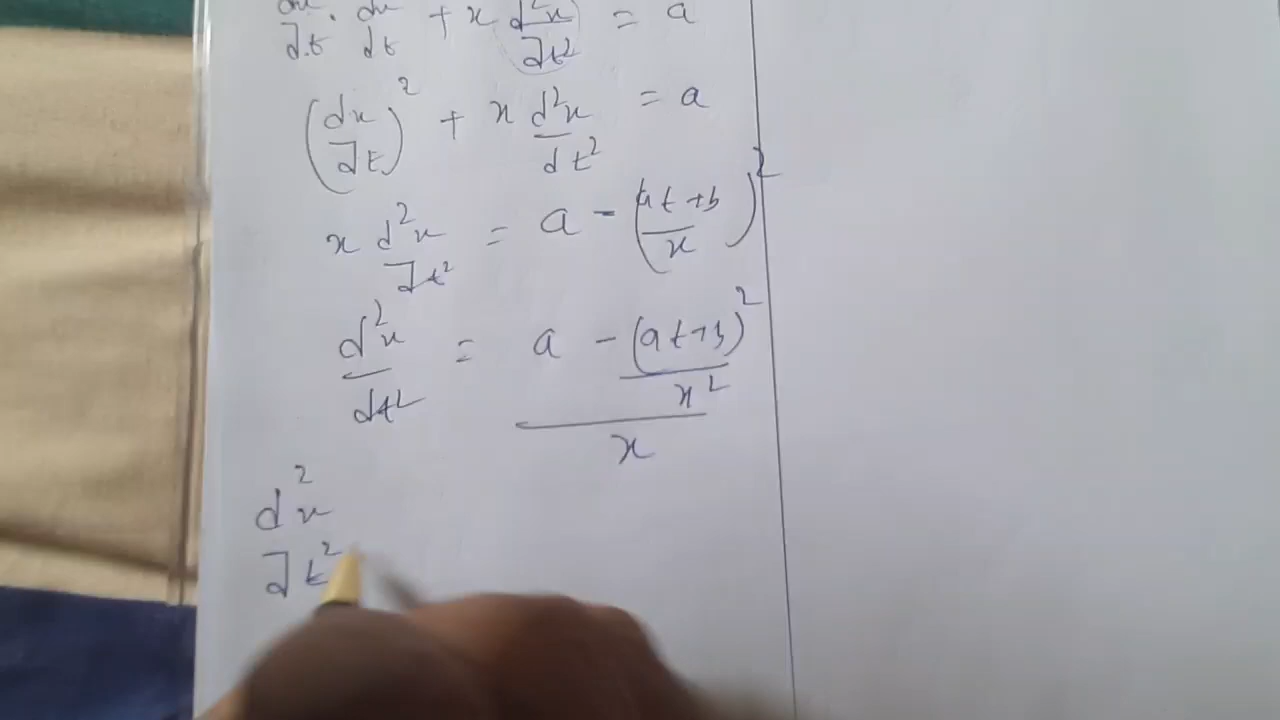 dx/dt · dx/dt + x d²x/dt² = a
(dx/dt)² + x d²x/dt² = a
x d²x/dt² = a - (at+b/x)²
d²x/dt² = a - (at+b)²/x² / x
d²x/dt²